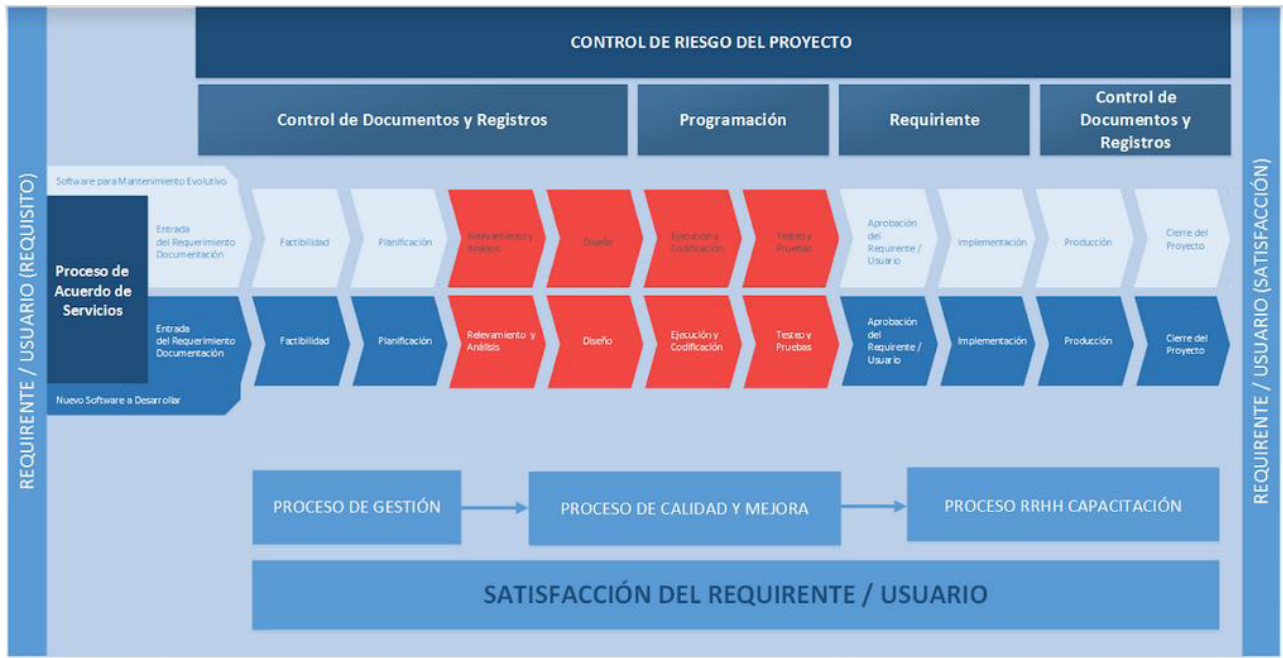 CONTROL DE RIESGO DEL PROYECTO
Control de Documentos y Registros
Programación
Requiriente
Control de
Documentos y
Registros
REQUIRENTE / USUARIO (REQUISITO)
Software para Mantenimiento Evolutivo
Proceso de
Acuerdo de
Servicios
Entrada
del Requerimiento
Documentación
Factibilidad
Planificación
Relevamiento y
Análisis
Diseño
Ejecución y
Codificación
Testeo y
Pruebas
Aprobación
del
Requirente /
Usuario
Implementación
Producción
Cierre del
Proyecto
Entrada
del Requerimiento
Documentación
Factibilidad
Planificación
Relevamiento y
Análisis
Diseño
Ejecución y
Codificación
Testeo y
Pruebas
Aprobación
del
Requirente /
Usuario
Implementación
Producción
Cierre del
Proyecto
Nuevo Software a Desarrollar
PROCESO DE GESTIÓN
PROCESO DE CALIDAD Y MEJORA
PROCESO RRHH CAPACITACIÓN
SATISFACCIÓN DEL REQUIRENTE / USUARIO
REQUIRENTE / USUARIO (SATISFACCIÓN)